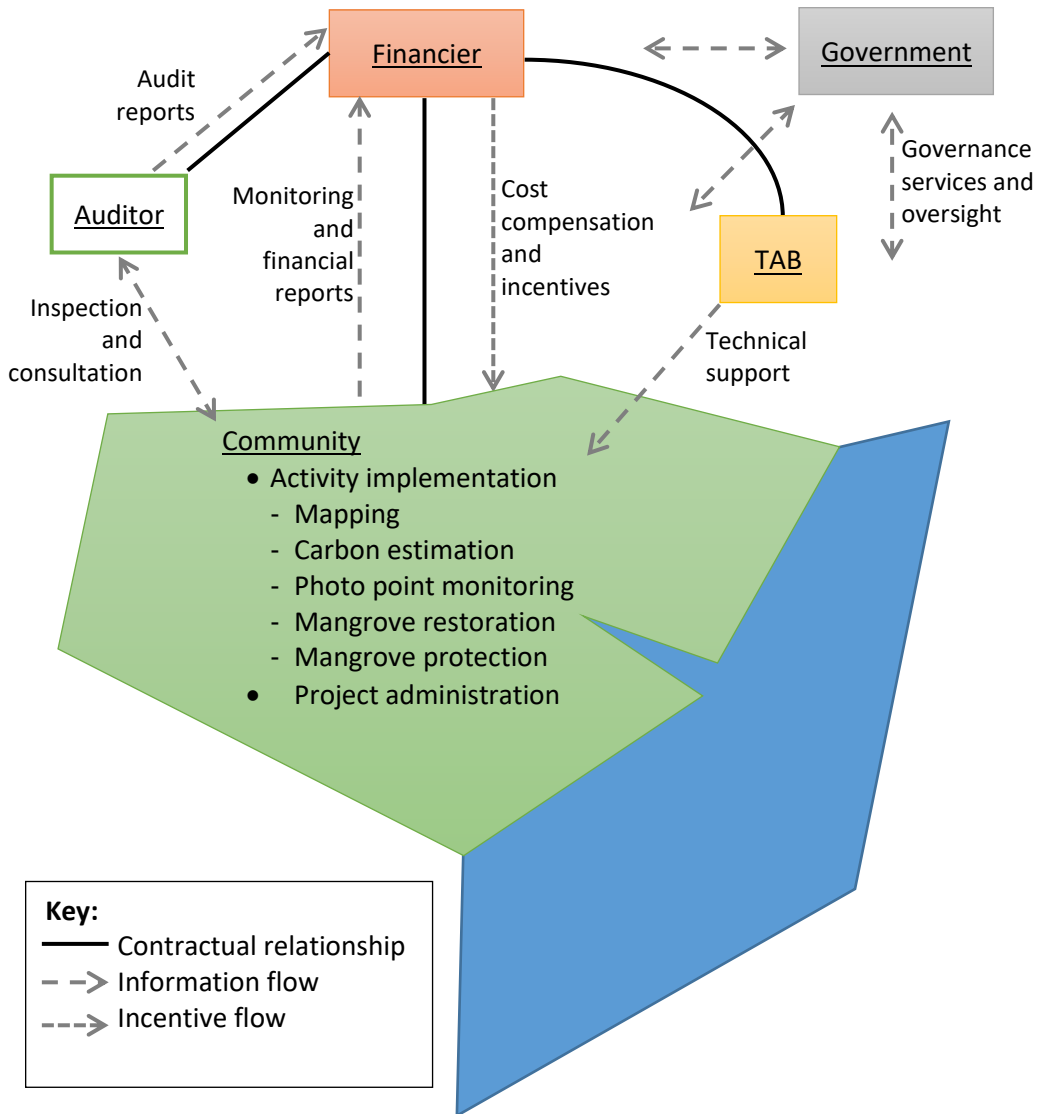 Financier
Government
Audit
reports
Auditor
Monitoring
and
financial
reports
Cost
compensation
and
incentives
Governance
services and
oversight
TAB
Inspection
and
consultation
Technical
support
Community
• Activity implementation
- Mapping
- Carbon estimation
- Photo point monitoring
- Mangrove restoration
- Mangrove protection
• Project administration
Key:
Contractual relationship
Information flow
Incentive flow